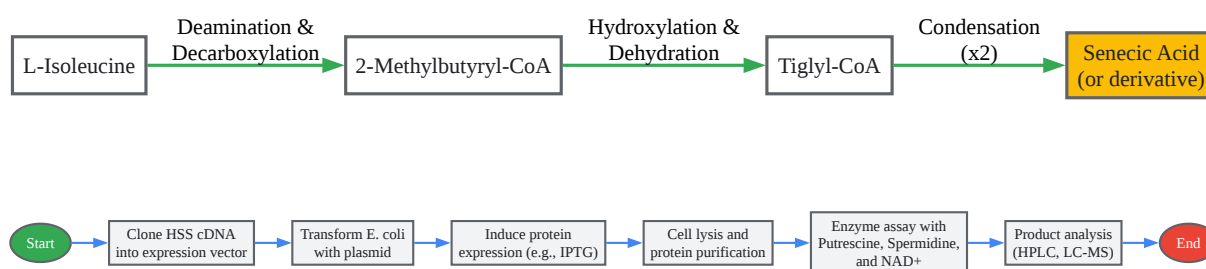 L-Isoleucine
Deamination &
Decarboxylation
2-Methylbutyryl-CoA
Hydroxylation &
Dehydration
Tiglyl-CoA
Condensation
(x2)
Senecic Acid
(or derivative)
Start
Clone HSS cDNA
into expression vector
Transform E. coli
with plasmid
Induce protein
expression (e.g., IPTG)
Cell lysis and
protein purification
Enzyme assay with
Putrescine, Spermidine,
and NAD+
Product analysis
(HPLC, LC-MS)
End